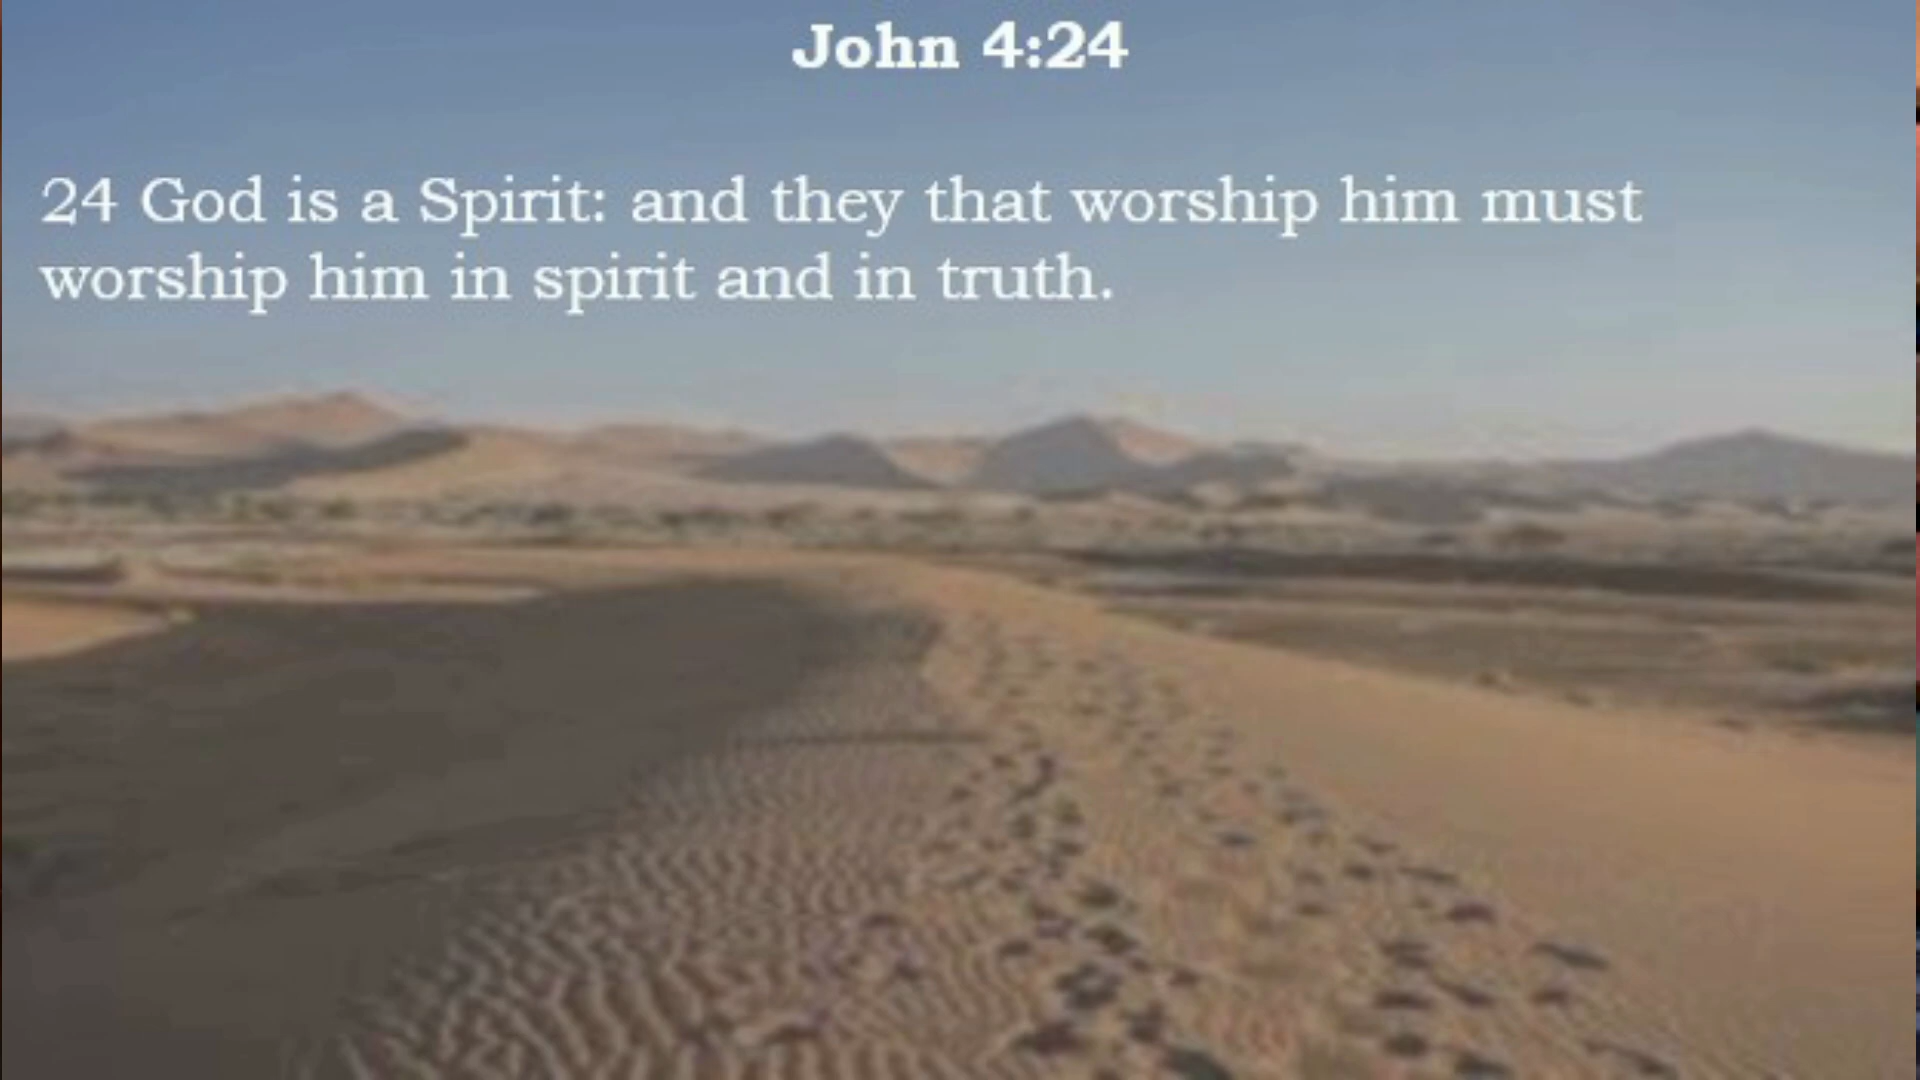 John 4:24
24 God is a Spirit: and they that worship him must
worship him in spirit and in truth.